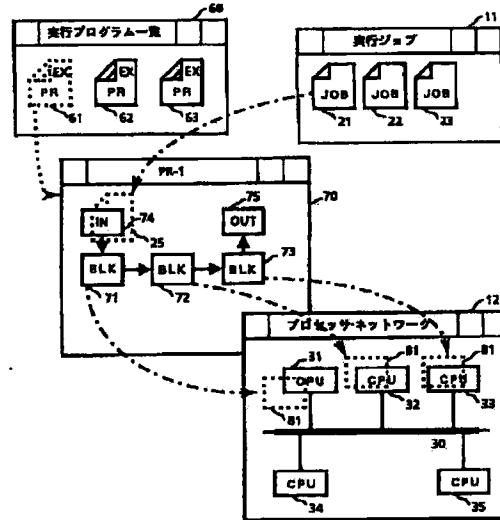 60
実行プログラム一覧
EX
PR
EX
PR
EX
PR
61
62
63
11
実行ジョブ
JOB
JOB
JOB
21
22
23
PR-1
70
IN
74
25
75
OUT
73
BLK
BLK
BLK
71
72
12
プロセッサ・ネットワーク
31
81
81
CPU
CPU
CPU
81
32
33
30
CPU
CPU
34
35